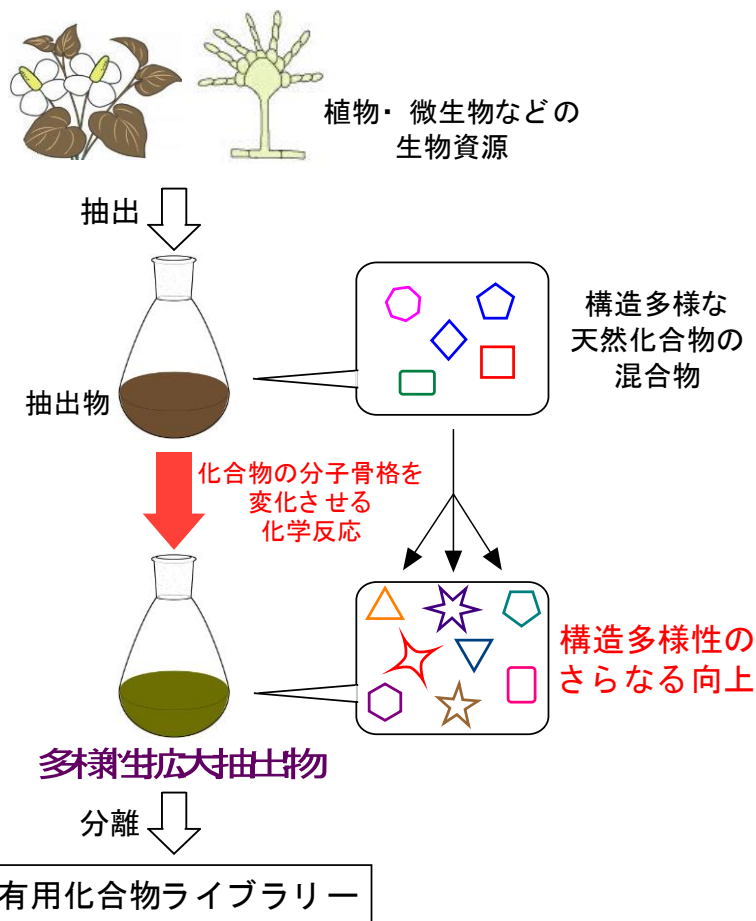 植物・微生物などの
生物資源
抽出
構造多様な
天然化合物の
混合物
抽出物
化合物の分子骨格を
変化させる
化学反応
構造多様性の
さらなる向上
多様性拡大抽出物
分離
有用化合物ライブラリー